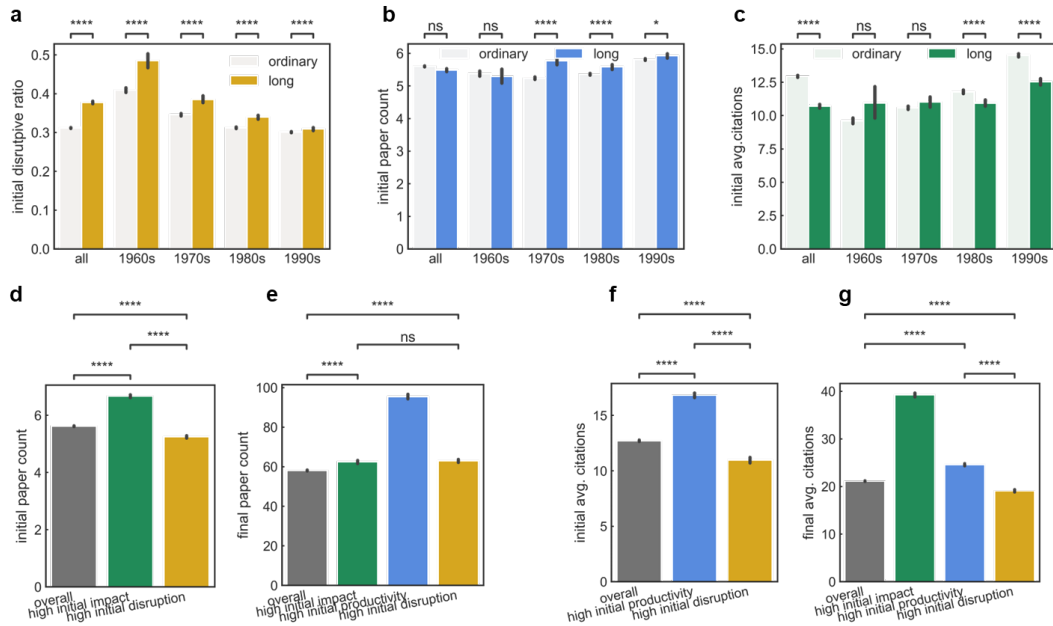 a
**** **** **** **** ****
initial disrutpive ratio
0.5
0.4
0.3
0.2
0.1
0.0
ordinary
long
all 1960s 1970s 1980s 1990s
b
ns ns **** **** *
initial paper count
6
5
4
3
2
1
0
ordinary long
all 1960s 1970s 1980s 1990s
c
**** ns ns **** ****
initial avg.citations
15.0
12.5
10.0
7.5
5.0
2.5
0.0
ordinary long
all 1960s 1970s 1980s 1990s
d
****
****
****
initial paper count
6
4
2
0
overall
high initial impact
high initial disruption
e
****
ns
****
final paper count
100
80
60
40
20
0
overall
high initial impact
high initial productivity
high initial disruption
f
****
****
****
initial avg. citations
15
10
5
0
overall
high initial productivity
high initial disruption
g
****
****
****
final avg. citations
40
30
20
10
0
overall
high initial impact
high initial productivity
high initial disruption